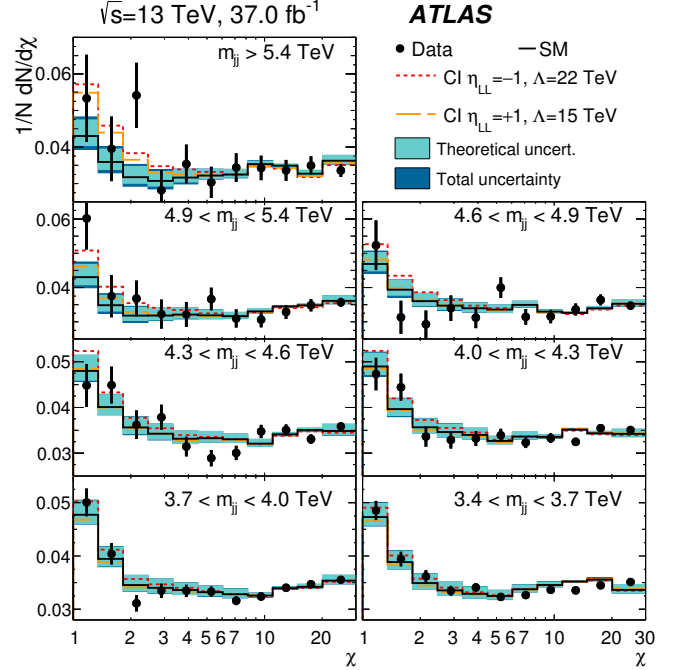 √s=13 TeV, 37.0 fb⁻¹
ATLAS
1/N dN/dχ
m_jj > 5.4 TeV
0.06
0.04
Data
SM
CI η_LL=−1, Λ=22 TeV
CI η_LL=+1, Λ=15 TeV
Theoretical uncert.
Total uncertainty
4.9 < m_jj < 5.4 TeV
0.06
0.04
4.6 < m_jj < 4.9 TeV
4.3 < m_jj < 4.6 TeV
0.05
0.04
0.03
4.0 < m_jj < 4.3 TeV
3.7 < m_jj < 4.0 TeV
0.05
0.04
0.03
3.4 < m_jj < 3.7 TeV
1 2 3 4 5 6 7 10 20
χ
1 2 3 4 5 6 7 10 20 30
χ